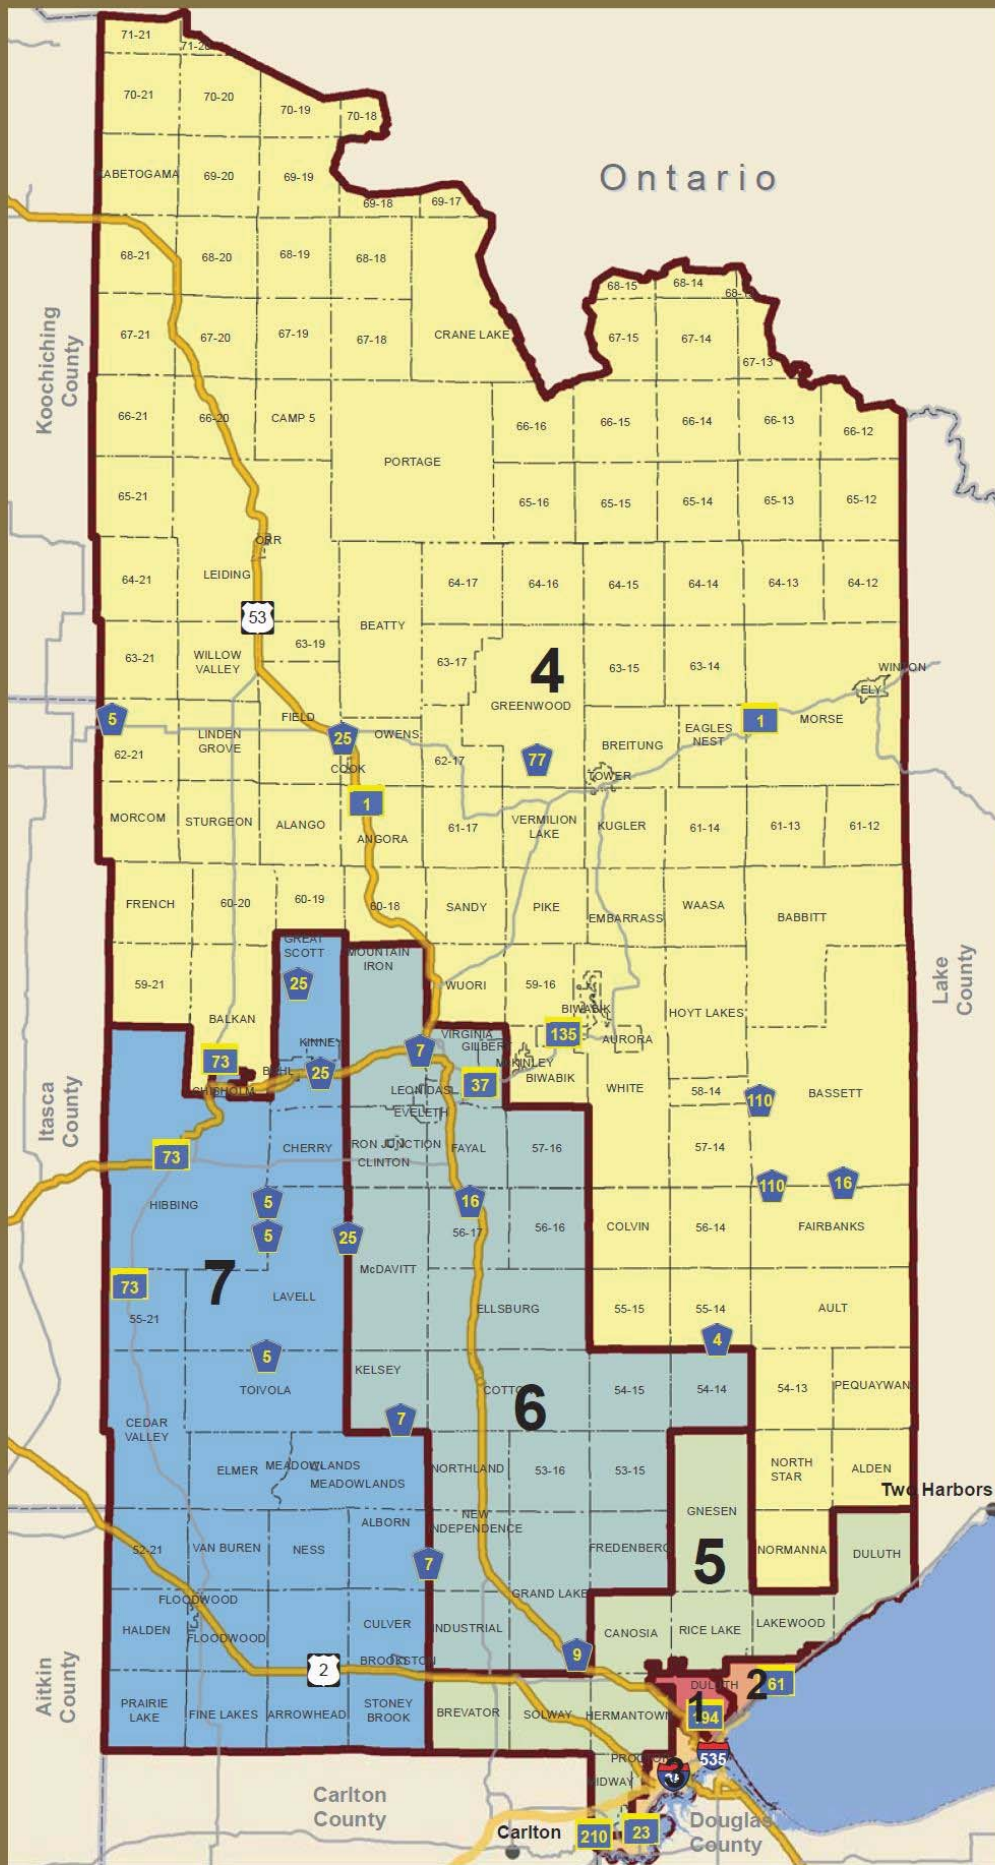 71-21
71-20
70-21
70-20
70-19
70-18
KABETOGAMA
69-20
69-19
69-18
69-17
Ontario
68-21
68-20
68-19
68-18
68-15
68-14
67-21
67-20
67-19
67-18
CRANE LAKE
67-15
67-14
67-13
Koochiching
County
66-21
66-20
CAMP 5
PORTAGE
66-16
66-15
66-14
66-13
66-12
65-21
65-16
65-15
65-14
65-13
65-12
ORR
64-21
LEIDING
64-17
64-16
64-15
64-14
64-13
64-12
53
BEATTY
63-21
WILLOW
VALLEY
63-19
63-17
4
63-15
63-14
WINTON
ELY
GREENWOOD
5
FIELD
25
OWENS
LINDEN
GROVE
62-21
COOK
62-17
77
BREITUNG
EAGLES
NEST
1
MORSE
TOWER
1
MORCOM
STURGEON
ALANGO
ANGORA
61-17
VERMILION
LAKE
KUGLER
61-14
61-13
61-12
FRENCH
60-20
60-19
60-18
SANDY
PIKE
EMBARRASS
WAASA
BABBITT
GREAT
SCOTT
MOUNTAIN
IRON
59-21
25
WUORI
59-16
BIWABIK
HOYT LAKES
Lake
County
BALKAN
KINNEY
VIRGINIA
GILBERT
135
AURORA
73
BUHL
25
7
MCKINLEY
BIWABIK
CHISHOLM
LEONIDAS
37
WHITE
58-14
110
BASSETT
EVELETH
Itasca
County
73
CHERRY
IRON JUNCTION
CLINTON
FAYAL
57-16
57-14
HIBBING
5
5
25
16
110
16
56-17
56-16
COLVIN
56-14
FAIRBANKS
7
73
McDAVITT
LAVELL
55-21
ELLSBURG
55-15
55-14
AULT
4
5
TOIVOLA
KELSEY
7
COTTON
6
54-15
54-14
54-13
PEQUAYWAN
CEDAR
VALLEY
ELMER
MEADOWLANDS
MEADOWLANDS
NORTHLAND
53-16
53-15
NORTH
STAR
ALDEN
Two Harbors
GNESEN
ALBORN
NEW
INDEPENDENCE
52-21
VAN BUREN
NESS
7
FREDENBERG
5
NORMANNA
DULUTH
FLOODWOOD
GRAND LAKE
HALDEN
FLOODWOOD
CULVER
INDUSTRIAL
CANOSIA
RICE LAKE
LAKEWOOD
BROOKSTON
9
2
Aitkin
County
PRAIRIE
LAKE
FINE LAKES
ARROWHEAD
STONEY
BROOK
BREVATOR
SOLWAY
HERMANTOWN
DULUTH
1
2
61
194
PROCTOR
535
3
MIDWAY
Carlton
County
Carlton
210
23
Douglas
County